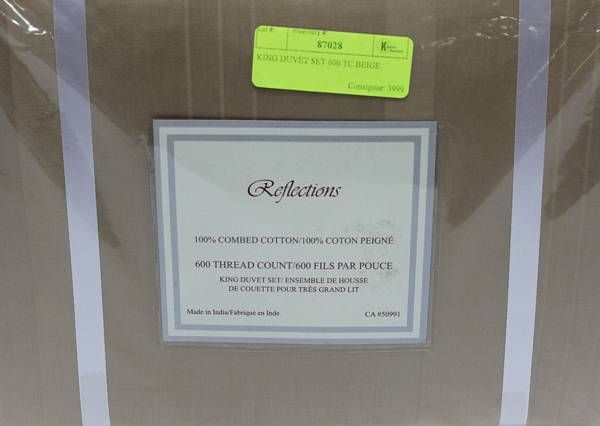 Lot #: Inventory #:
87028
KING DUVET SET 600 TC BEIGE
Consignor: 3999
Reflections
100% COMBED COTTON/100% COTON PEIGNÉ
600 THREAD COUNT/600 FILS PAR POUCE
KING DUVET SET/ ENSEMBLE DE HOUSSE
DE COUETTE POUR TRÈS GRAND LIT
Made in India/Fabriqué en Inde CA #50991